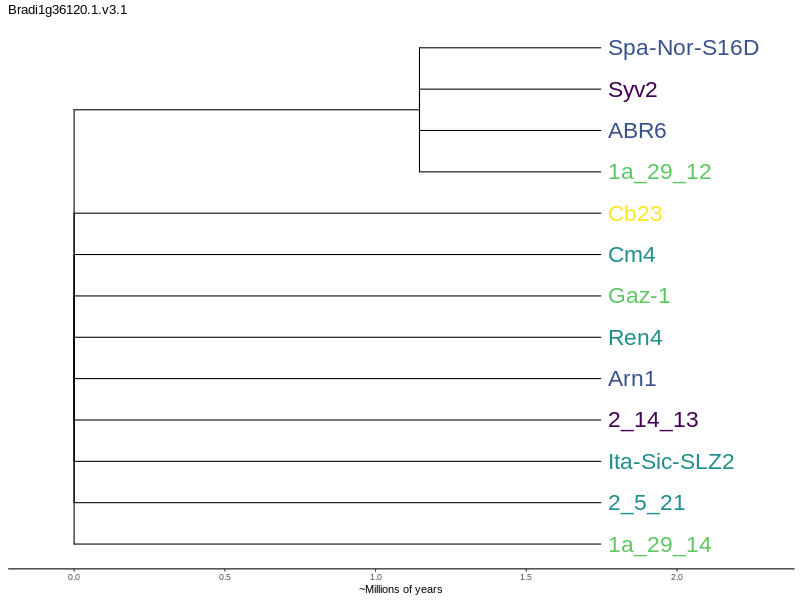 Bradi1g36120.1.v3.1
Spa-Nor-S16D
Syv2
ABR6
1a_29_12
Cb23
Cm4
Gaz-1
Ren4
Arn1
2_14_13
Ita-Sic-SLZ2
2_5_21
1a_29_14
0.0 0.5 1.0 1.5 2.0
~Millions of years